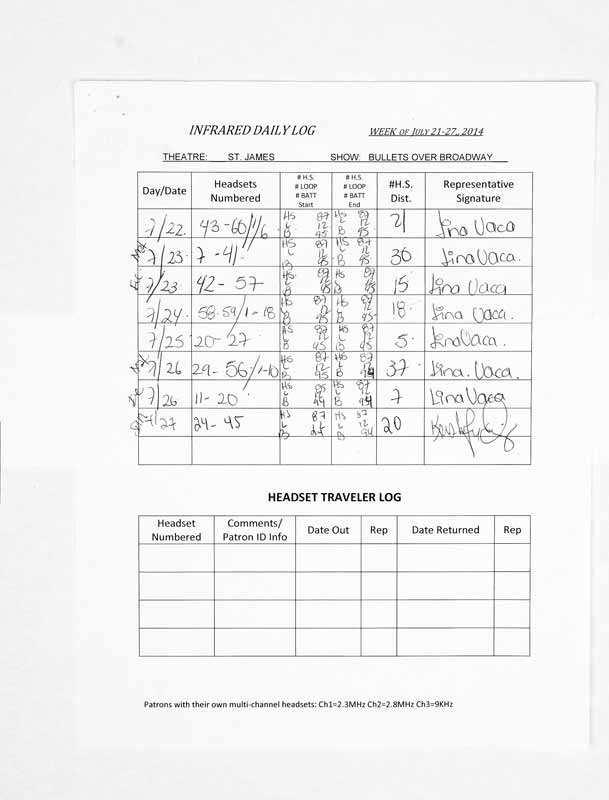 INFRARED DAILY LOG WEEK OF JULY 21-27, 2014
THEATRE: ST. JAMES SHOW: BULLETS OVER BROADWAY
Day/Date Headsets Numbered # H.S. # LOOP # BATT Start # H.S. # LOOP # BATT End #H.S. Dist. Representative Signature
7/22 43-60/1/6 HS 87 L 12 B 95 HS 87 L 12 B 95 21 Lina Vaca
Mat 7/23 7-41 HS 87 L 12 B 95 HS 87 L 12 B 95 30 Lina Vaca.
7/23 42-57 HS 87 L 12 B 95 HS 87 L 12 B 95 15 Lina Vaca
7/24. 58-59/1-18 HS 87 L 12 B 95 HS 87 L 12 B 95 18. Lina Vaca.
7/25 20-27 HS 87 L 12 B 95 HS 87 L 12 B 95 5. Lina Vaca.
Mat 7/26 29-56/1-10 HS 87 L 12 B 95 HS 87 L 12 B 94 37 Lina. Vaca.
7/26 11-20 HS L B 94 HS 87 L 12 B 94 7 Lina Vaca
7/27 24-45 HS 87 L B HS 87 L 12 B 94 20
HEADSET TRAVELER LOG
Headset Numbered Comments/ Patron ID Info Date Out Rep Date Returned Rep
Patrons with their own multi-channel headsets: Ch1=2.3MHz Ch2=2.8MHz Ch3=9KHz